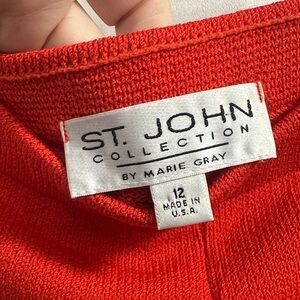 ST. JOHN
COLLECTION
BY MARIE GRAY
12
MADE IN
U.S.A.